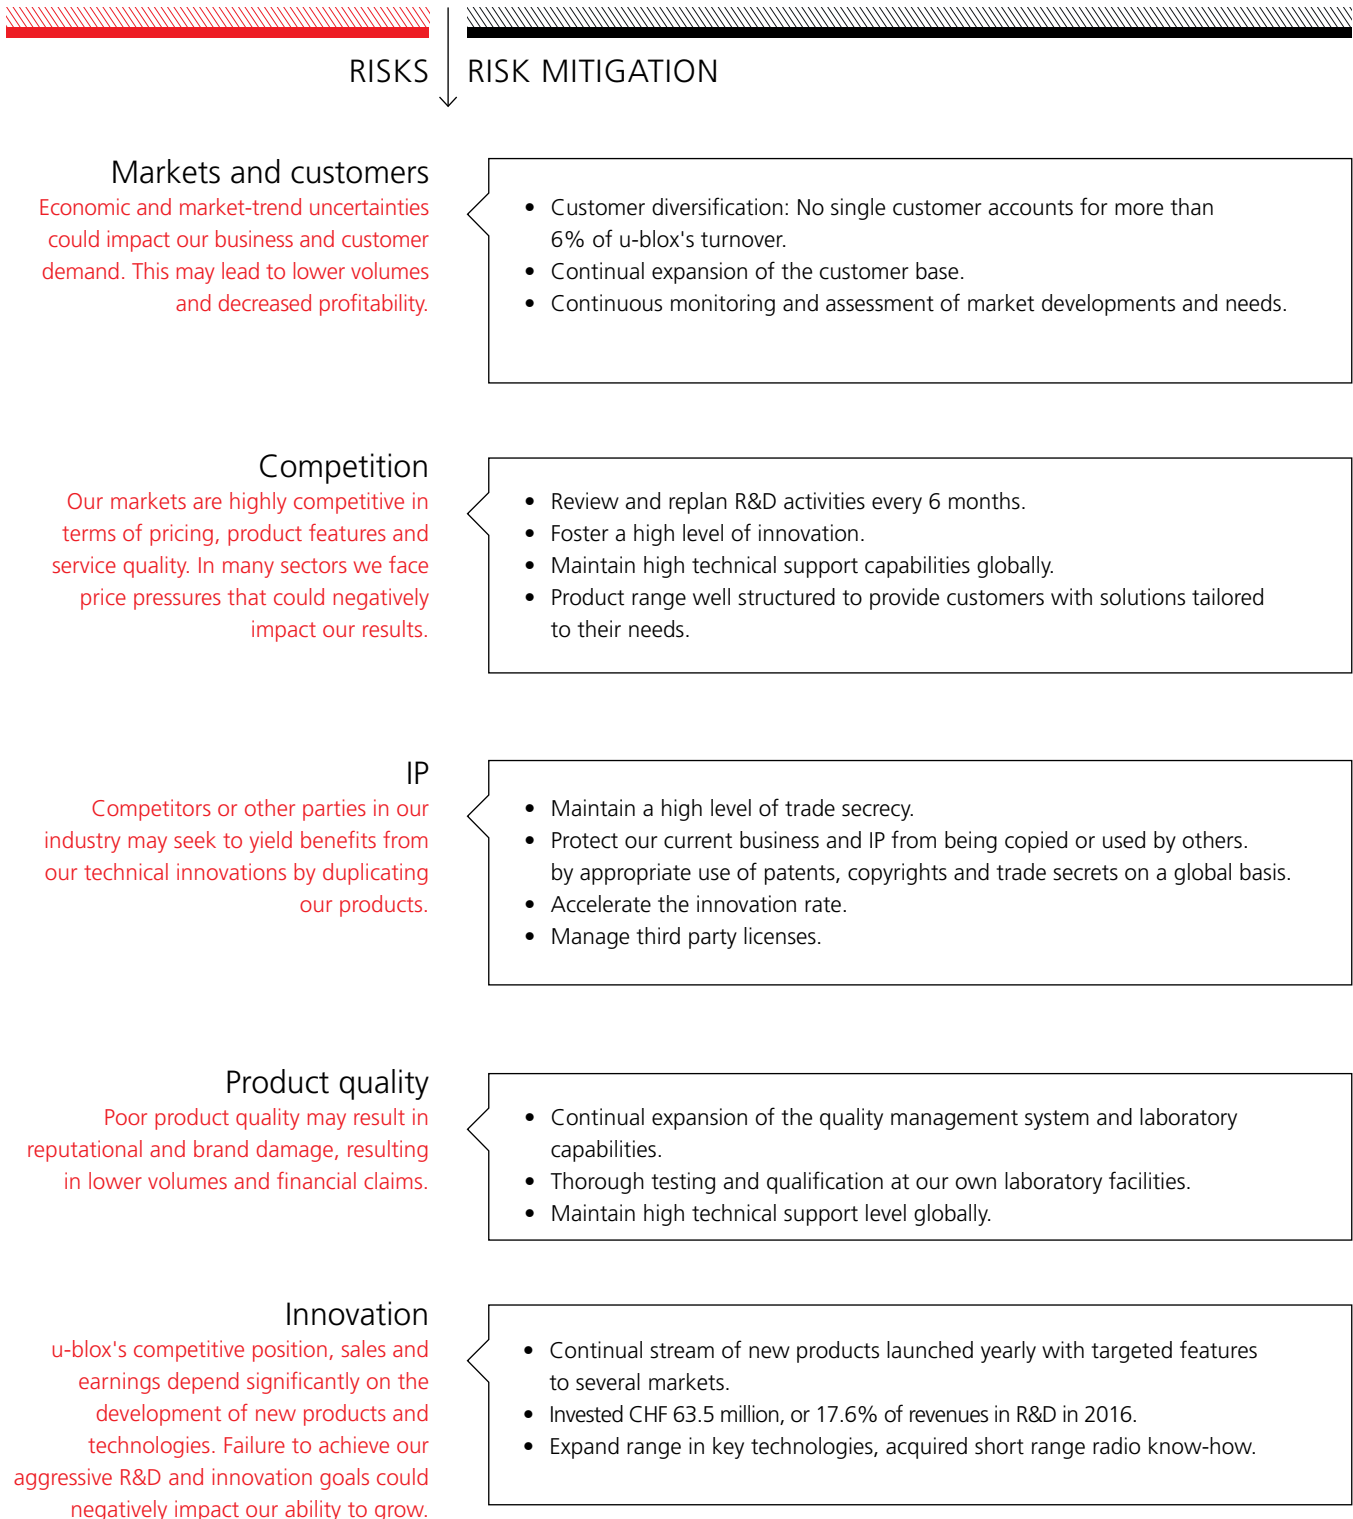 RISKS
RISK MITIGATION
Markets and customers
Economic and market-trend uncertainties
could impact our business and customer
demand. This may lead to lower volumes
and decreased profitability.
• Customer diversification: No single customer accounts for more than
6% of u-blox's turnover.
• Continual expansion of the customer base.
• Continuous monitoring and assessment of market developments and needs.
Competition
Our markets are highly competitive in
terms of pricing, product features and
service quality. In many sectors we face
price pressures that could negatively
impact our results.
• Review and replan R&D activities every 6 months.
• Foster a high level of innovation.
• Maintain high technical support capabilities globally.
• Product range well structured to provide customers with solutions tailored
to their needs.
IP
Competitors or other parties in our
industry may seek to yield benefits from
our technical innovations by duplicating
our products.
• Maintain a high level of trade secrecy.
• Protect our current business and IP from being copied or used by others.
by appropriate use of patents, copyrights and trade secrets on a global basis.
• Accelerate the innovation rate.
• Manage third party licenses.
Product quality
Poor product quality may result in
reputational and brand damage, resulting
in lower volumes and financial claims.
• Continual expansion of the quality management system and laboratory
capabilities.
• Thorough testing and qualification at our own laboratory facilities.
• Maintain high technical support level globally.
Innovation
u-blox's competitive position, sales and
earnings depend significantly on the
development of new products and
technologies. Failure to achieve our
aggressive R&D and innovation goals could
negatively impact our ability to grow.
• Continual stream of new products launched yearly with targeted features
to several markets.
• Invested CHF 63.5 million, or 17.6% of revenues in R&D in 2016.
• Expand range in key technologies, acquired short range radio know-how.